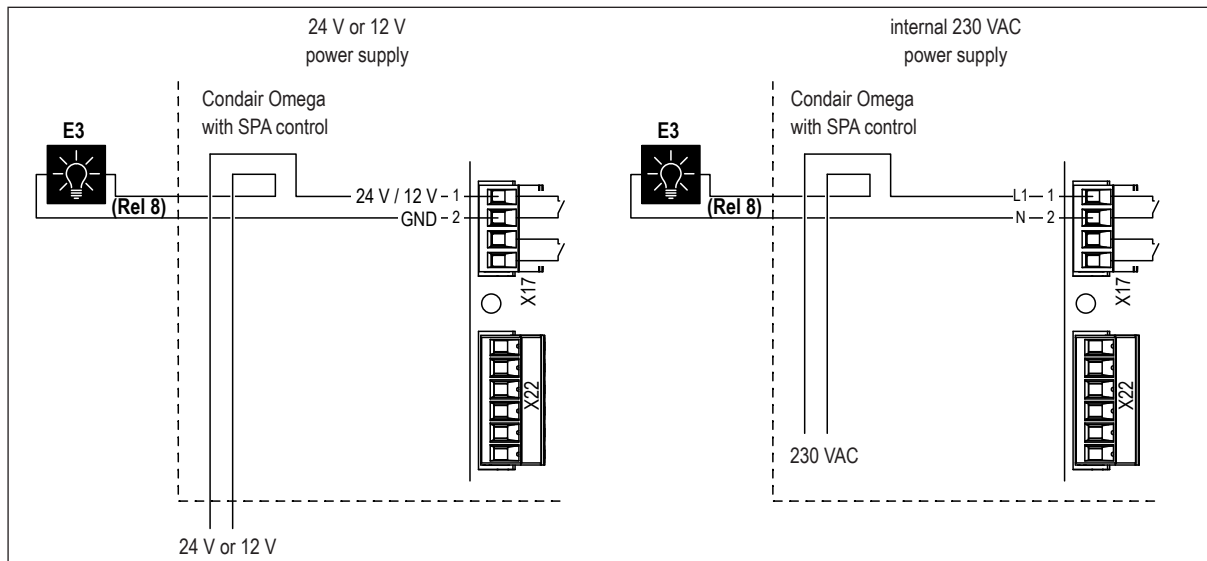 24 V or 12 V
power supply
Condair Omega
with SPA control
E3
(Rel 8)
24 V / 12 V
1
GND
2
X17
X22
24 V or 12 V
internal 230 VAC
power supply
Condair Omega
with SPA control
E3
(Rel 8)
L1
1
N
2
X17
X22
230 VAC